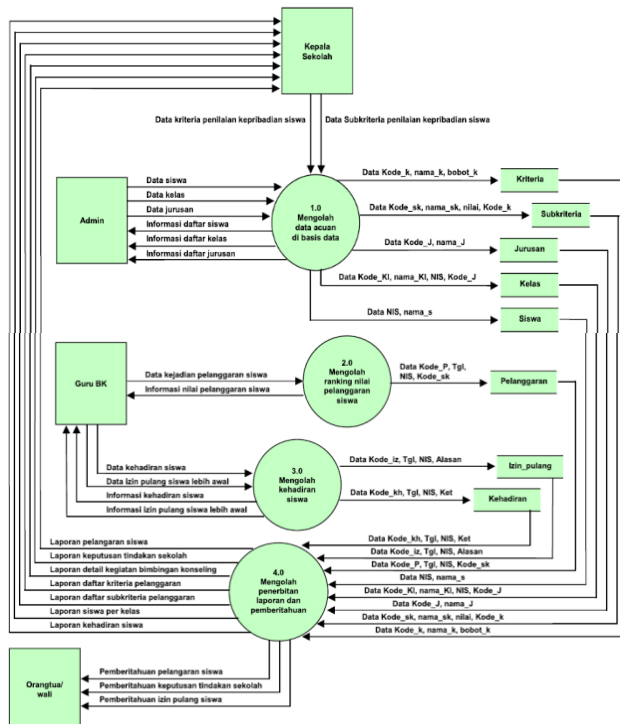 Kepala
Sekolah
Data kriteria penilaian kepribadian siswa
Data Subkriteria penilaian kepribadian siswa
Admin
Data siswa
Data kelas
Data jurusan
Informasi daftar siswa
Informasi daftar kelas
Informasi daftar jurusan
1.0
Mengolah
data acuan
di basis data
Data Kode_k, nama_k, bobot_k
Kriteria
Data Kode_sk, nama_sk, nilai, Kode_k
Subkriteria
Data Kode_J, nama_J
Jurusan
Data Kode_Kl, nama_Kl, NIS, Kode_J
Kelas
Data NIS, nama_s
Siswa
Guru BK
Data kejadian pelanggaran siswa
Informasi nilai pelanggaran siswa
2.0
Mengolah
ranking nilai
pelanggaran
siswa
Data Kode_P, Tgl,
NIS, Kode_sk
Pelanggaran
Data kehadiran siswa
Data Izin pulang siswa lebih awal
Informasi kehadiran siswa
Informasi izin pulang siswa lebih awal
3.0
Mengolah
kehadiran
siswa
Data Kode_iz, Tgl, NIS, Alasan
Izin_pulang
Data Kode_kh, Tgl, NIS, Ket
Kehadiran
Laporan pelangaran siswa
Laporan keputusan tindakan sekolah
Laporan detail kegiatan bimbingan konseling
Laporan daftar kriteria pelanggaran
Laporan daftar subkriteria pelanggaran
Laporan siswa per kelas
Laporan kehadiran siswa
4.0
Mengolah
penerbitan
laporan dan
pemberitahuan
Data Kode_kh, Tgl, NIS, Ket
Data Kode_iz, Tgl, NIS, Alasan
Data Kode_P, Tgl, NIS, Kode_sk
Data NIS, nama_s
Data Kode_Kl, nama_Kl, NIS, Kode_J
Data Kode_J, nama_J
Data Kode_sk, nama_sk, nilai, Kode_k
Data Kode_k, nama_k, bobot_k
Orangtua/
wali
Pemberitahuan pelangaran siswa
Pemberitahuan keputusan tindakan sekolah
Pemberitahuan izin pulang siswa